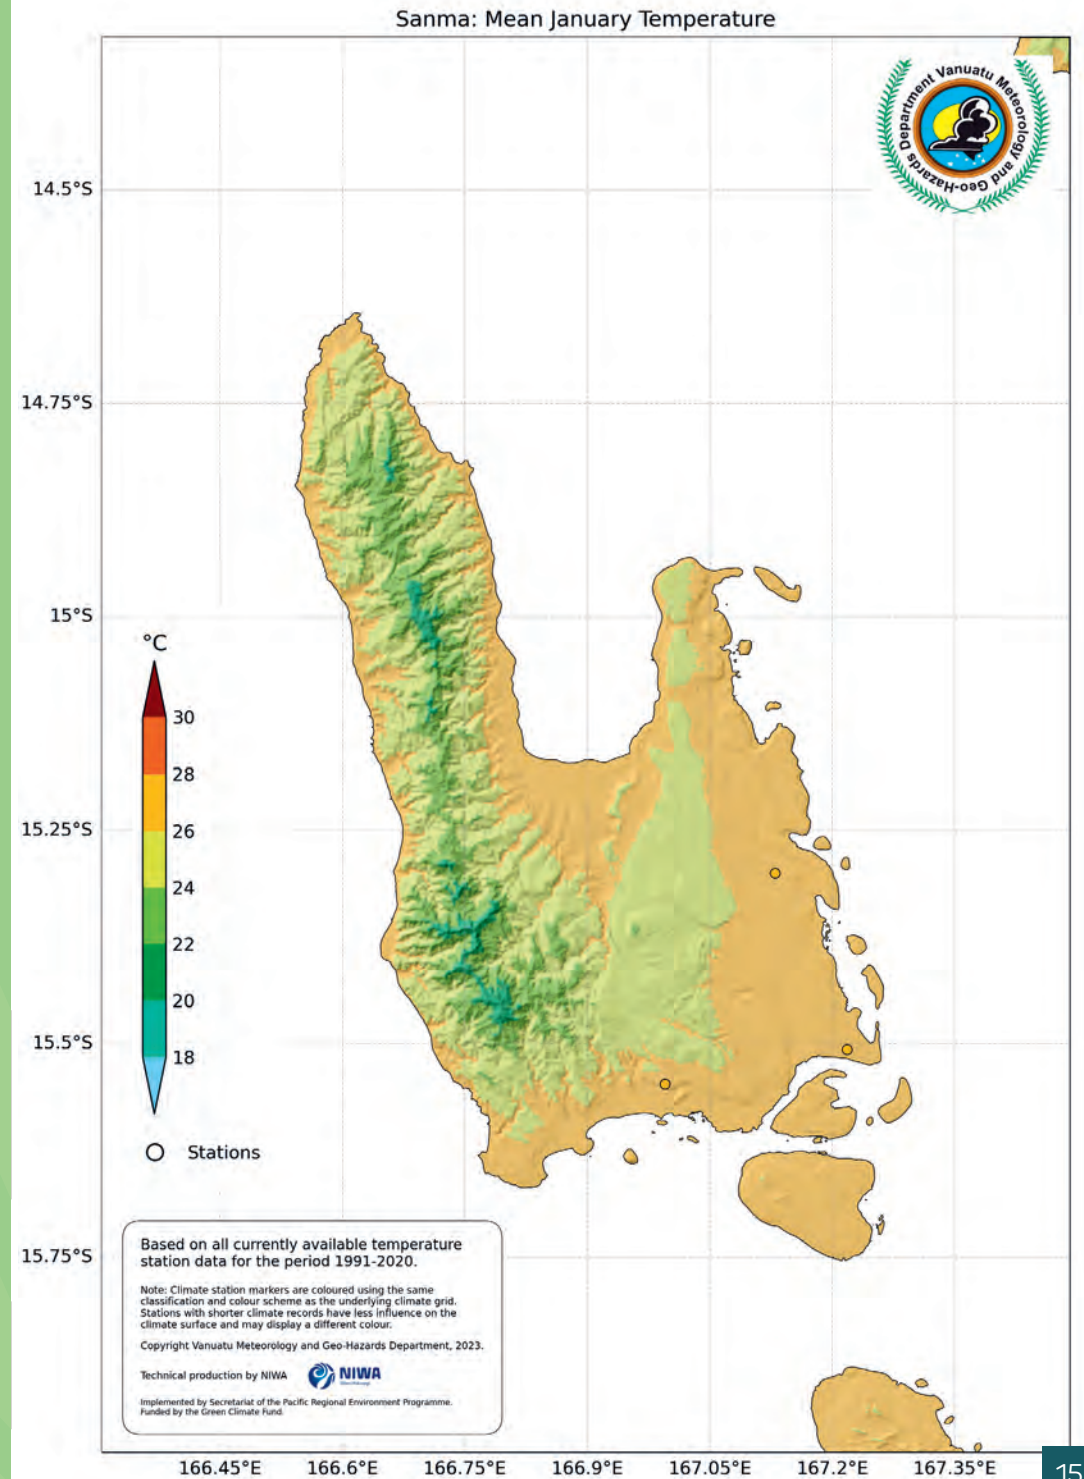 Sanma: Mean January Temperature
Vanuatu Meteorology and Geo-Hazards Department
14.5°S
14.75°S
15°S
15.25°S
15.5°S
15.75°S
°C
30
28
26
24
22
20
18
Stations
Based on all currently available temperature
station data for the period 1991-2020.
Note: Climate station markers are coloured using the same
classification and colour scheme as the underlying climate grid.
Stations with shorter climate records have less influence on the
climate surface and may display a different colour.
Copyright Vanuatu Meteorology and Geo-Hazards Department, 2023.
Technical production by NIWA
NIWA
Implemented by Secretariat of the Pacific Regional Environment Programme.
Funded by the Green Climate Fund.
166.45°E
166.6°E
166.75°E
166.9°E
167.05°E
167.2°E
167.35°E
15